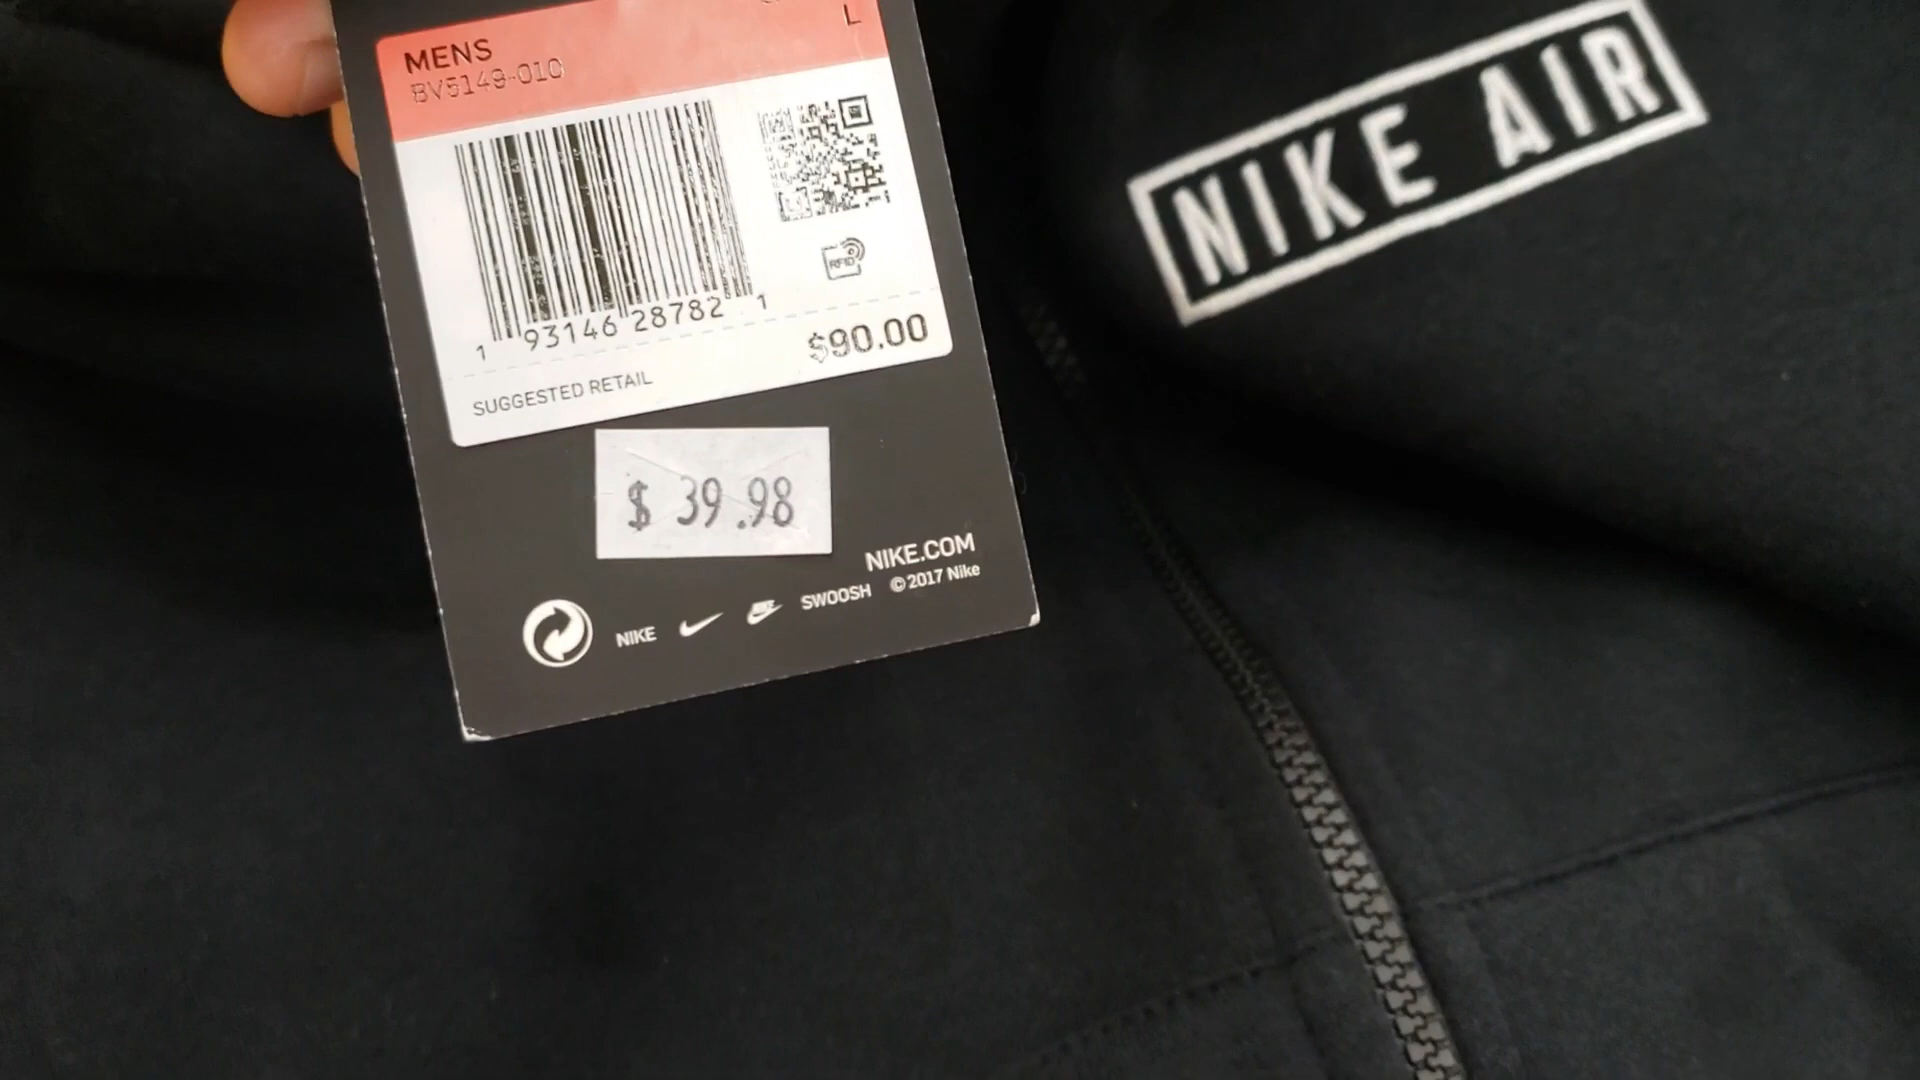 MENS
L
BV5149-010
RFID
1 93146 28782 1
$90.00
SUGGESTED RETAIL
$ 39.98
NIKE.COM
NIKE SWOOSH © 2017 Nike
NIKE AIR